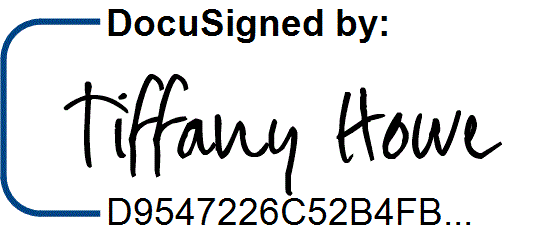 DocuSigned by:
Tiffany Howe
D9547226C52B4FB...